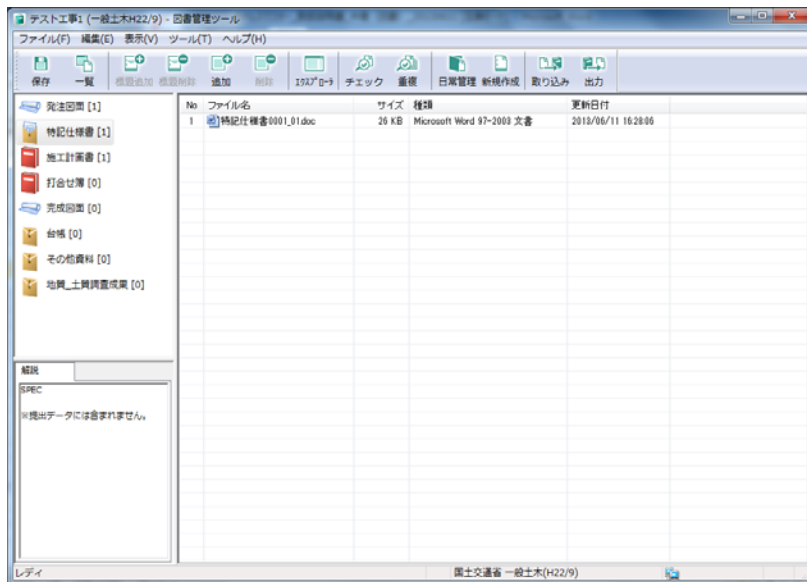 テスト工事1 (一般土木H22/9) - 図書管理ツール
ファイル(F) 編集(E) 表示(V) ツール(T) ヘルプ(H)
保存 一覧 標題追加 標題削除 追加 削除 ｴｸｽﾌﾟﾛｰﾗ チェック 重複 日常管理 新規作成 取り込み 出力
発注図面 [1]
特記仕様書 [1]
施工計画書 [1]
打合せ簿 [0]
完成図面 [0]
台帳 [0]
その他資料 [0]
地質_土質調査成果 [0]
No ファイル名 サイズ 種類 更新日付
1 特記仕様書0001_01.doc 26 KB Microsoft Word 97-2003 文書 2013/06/11 16:28:06
解説
SPEC
※提出データには含まれません。
レディ 国土交通省 一般土木(H22/9)